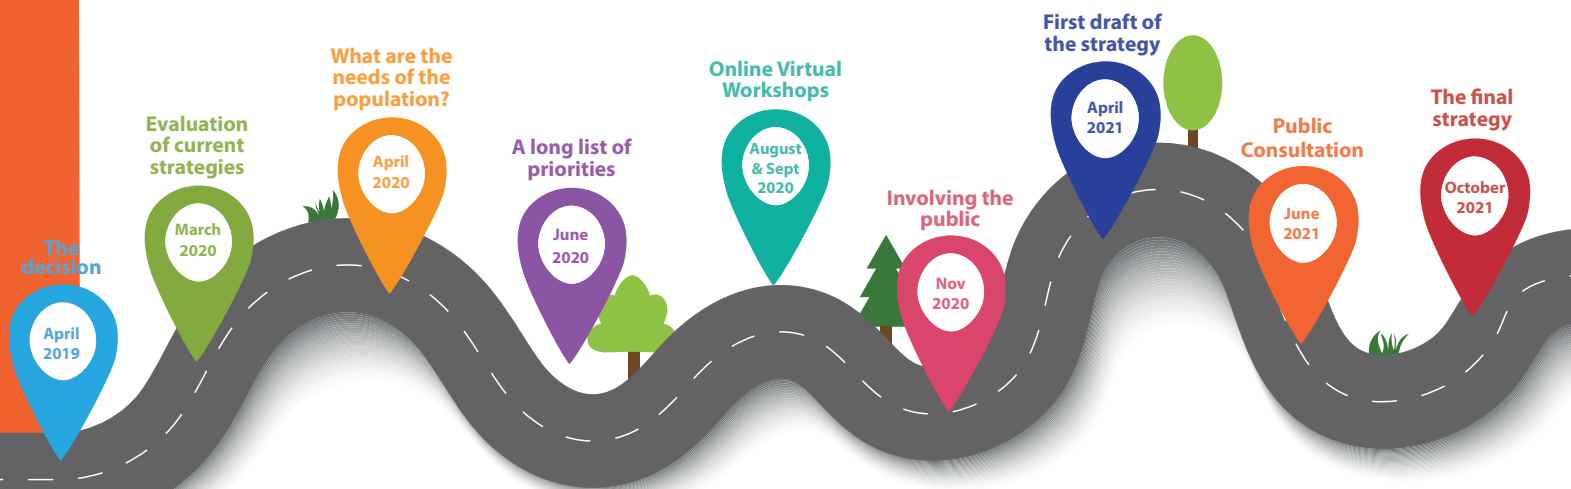 The
decision
April
2019
Evaluation
of current
strategies
March
2020
What are the
needs of the
population?
April
2020
A long list of
priorities
June
2020
Online Virtual
Workshops
August
& Sept
2020
Involving the
public
Nov
2020
First draft of
the strategy
April
2021
Public
Consultation
June
2021
The final
strategy
October
2021